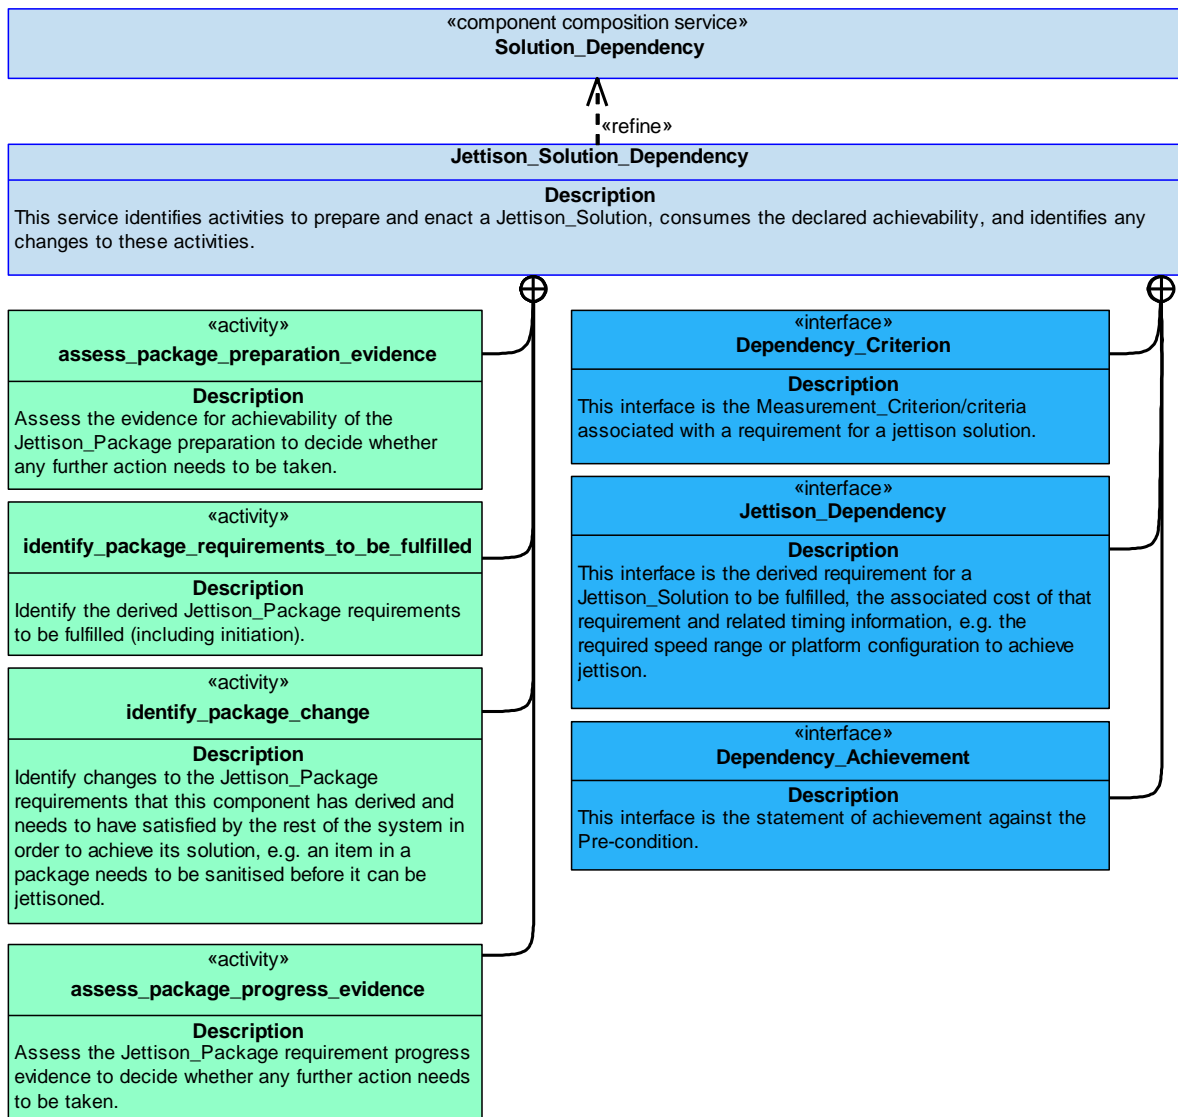 «component composition service»
Solution_Dependency
«refine»
Jettison_Solution_Dependency
Description
This service identifies activities to prepare and enact a Jettison_Solution, consumes the declared achievability, and identifies any
changes to these activities.
«activity»
assess_package_preparation_evidence
Description
Assess the evidence for achievability of the
Jettison_Package preparation to decide whether
any further action needs to be taken.
«activity»
identify_package_requirements_to_be_fulfilled
Description
Identify the derived Jettison_Package requirements
to be fulfilled (including initiation).
«activity»
identify_package_change
Description
Identify changes to the Jettison_Package
requirements that this component has derived and
needs to have satisfied by the rest of the system in
order to achieve its solution, e.g. an item in a
package needs to be sanitised before it can be
jettisoned.
«activity»
assess_package_progress_evidence
Description
Assess the Jettison_Package requirement progress
evidence to decide whether any further action needs
to be taken.
«interface»
Dependency_Criterion
Description
This interface is the Measurement_Criterion/criteria
associated with a requirement for a jettison solution.
«interface»
Jettison_Dependency
Description
This interface is the derived requirement for a
Jettison_Solution to be fulfilled, the associated cost of that
requirement and related timing information, e.g. the
required speed range or platform configuration to achieve
jettison.
«interface»
Dependency_Achievement
Description
This interface is the statement of achievement against the
Pre-condition.